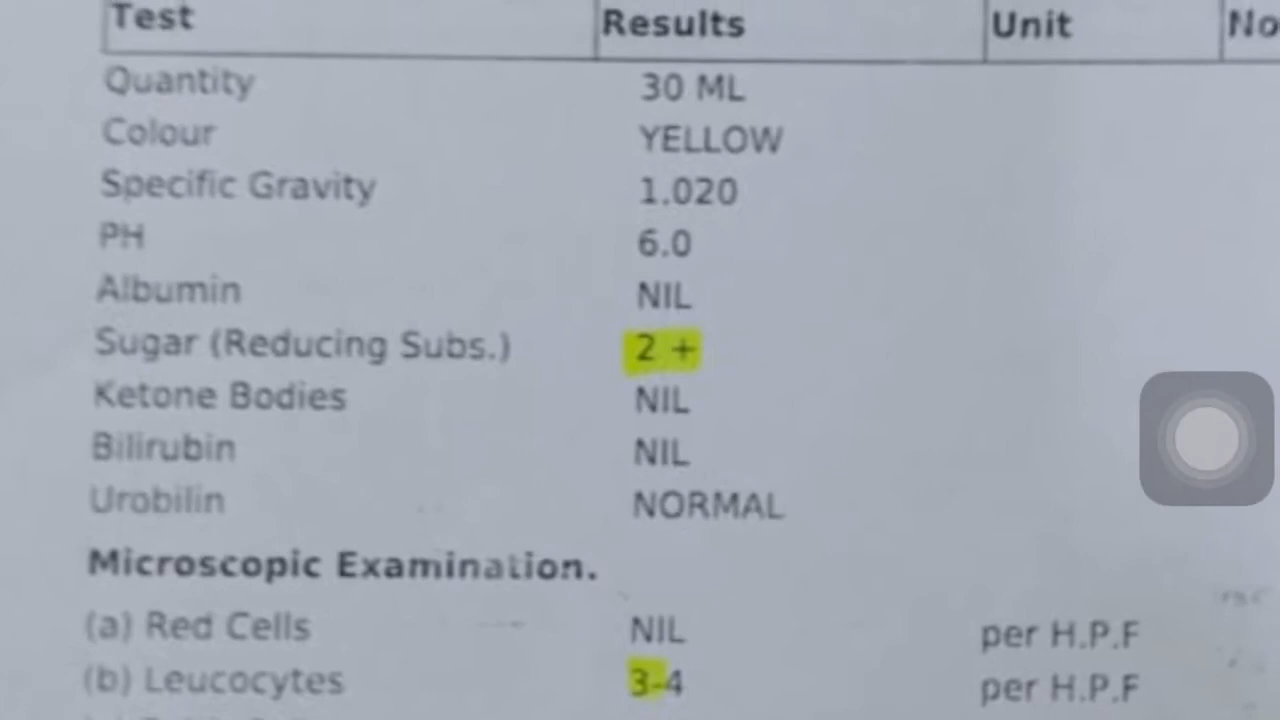 Test Results Unit No
Quantity 30 ML
Colour YELLOW
Specific Gravity 1.020
PH 6.0
Albumin NIL
Sugar (Reducing Subs.) 2 +
Ketone Bodies NIL
Bilirubin NIL
Urobilin NORMAL
Microscopic Examination.
(a) Red Cells NIL per H.P.F
(b) Leucocytes 3-4 per H.P.F